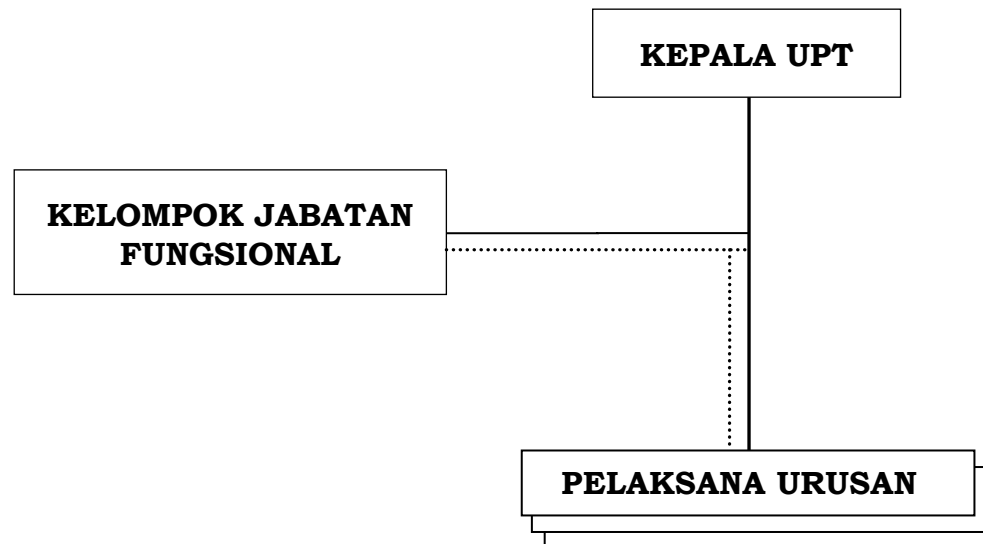 KEPALA UPT
KELOMPOK JABATAN
FUNGSIONAL
PELAKSANA URUSAN